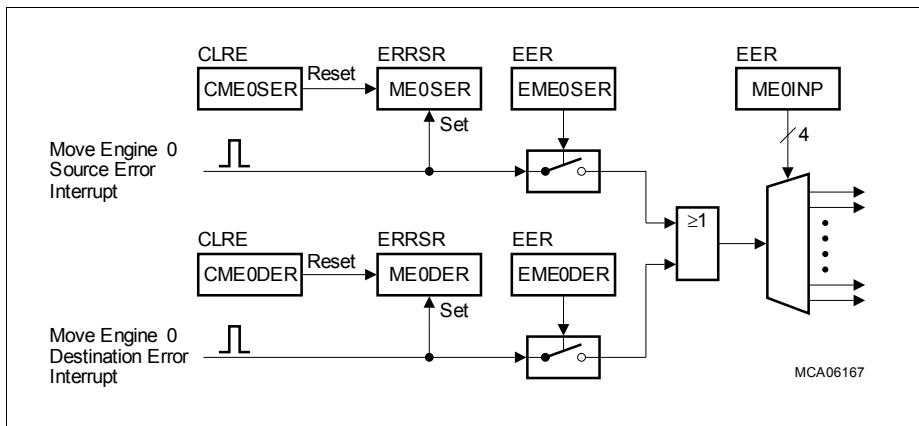 CLRE
ERRSR
EER
EER
CME0SER
Reset
ME0SER
EME0SER
ME0INP
Set
4
Move Engine 0
Source Error
Interrupt
≥1
CLRE
ERRSR
EER
CME0DER
Reset
ME0DER
EME0DER
Set
Move Engine 0
Destination Error
Interrupt
MCA06167